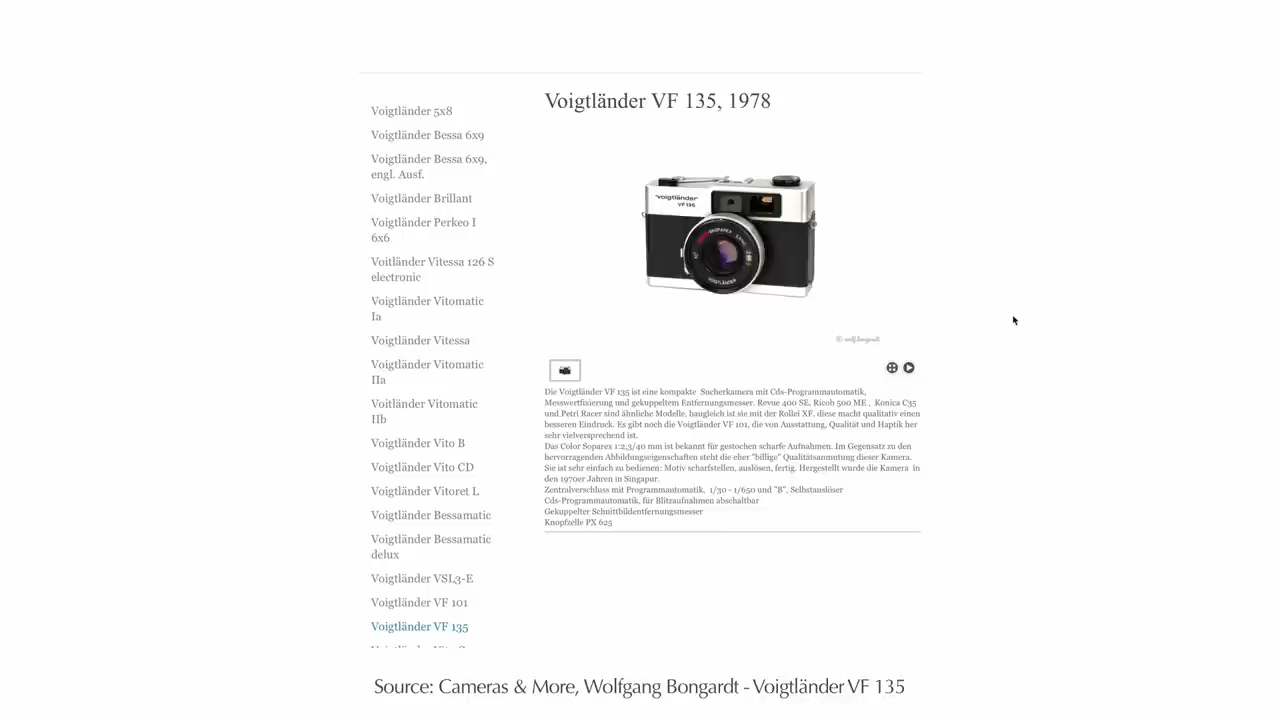 Voigtländer VF 135, 1978
Voigtländer 5x8
Voigtländer Bessa 6x9
Voigtländer Bessa 6x9,
engl. Ausf.
Voigtländer Brillant
Voigtländer Perkeo I
6x6
Voitländer Vitessa 126 S
electronic
Voigtländer Vitomatic
Ia
Voigtländer Vitessa
Voigtländer Vitomatic
IIa
Voitländer Vitomatic
IIb
Voigtländer Vito B
Voigtländer Vito CD
Voigtländer Vitoret L
Voigtländer Bessamatic
Voigtländer Bessamatic
delux
Voigtländer VSL3-E
Voigtländer VF 101
Voigtländer VF 135
voigtländer
VF 135
VOIGTLÄNDER
© wolf.bongardt
Die Voigtländer VF 135 ist eine kompakte Sucherkamera mit Cds-Programmautomatik,
Messwertfixierung und gekuppeltem Entfernungsmesser. Revue 400 SE, Ricoh 500 ME , Konica C35
und Petri Racer sind ähnliche Modelle, baugleich ist sie mit der Rollei XF, diese macht qualitativ einen
besseren Eindruck. Es gibt noch die Voigtländer VF 101, die von Ausstattung, Qualität und Haptik her
sehr vielversprechend ist.
Das Color Soparex 1:2,3/40 mm ist bekannt für gestochen scharfe Aufnahmen. Im Gegensatz zu den
hervorragenden Abbildungseigenschaften steht die eher "billige" Qualitätsanmutung dieser Kamera.
Sie ist sehr einfach zu bedienen: Motiv scharfstellen, auslösen, fertig. Hergestellt wurde die Kamera in
den 1970er Jahren in Singapur.
Zentralverschluss mit Programmautomatik, 1/30 - 1/650 und "B", Selbstauslöser
Cds-Programmautomatik, für Blitzaufnahmen abschaltbar
Gekuppelter Schnittbildentfernungsmesser
Knopfzelle PX 625
Source: Cameras & More, Wolfgang Bongardt - Voigtländer VF 135